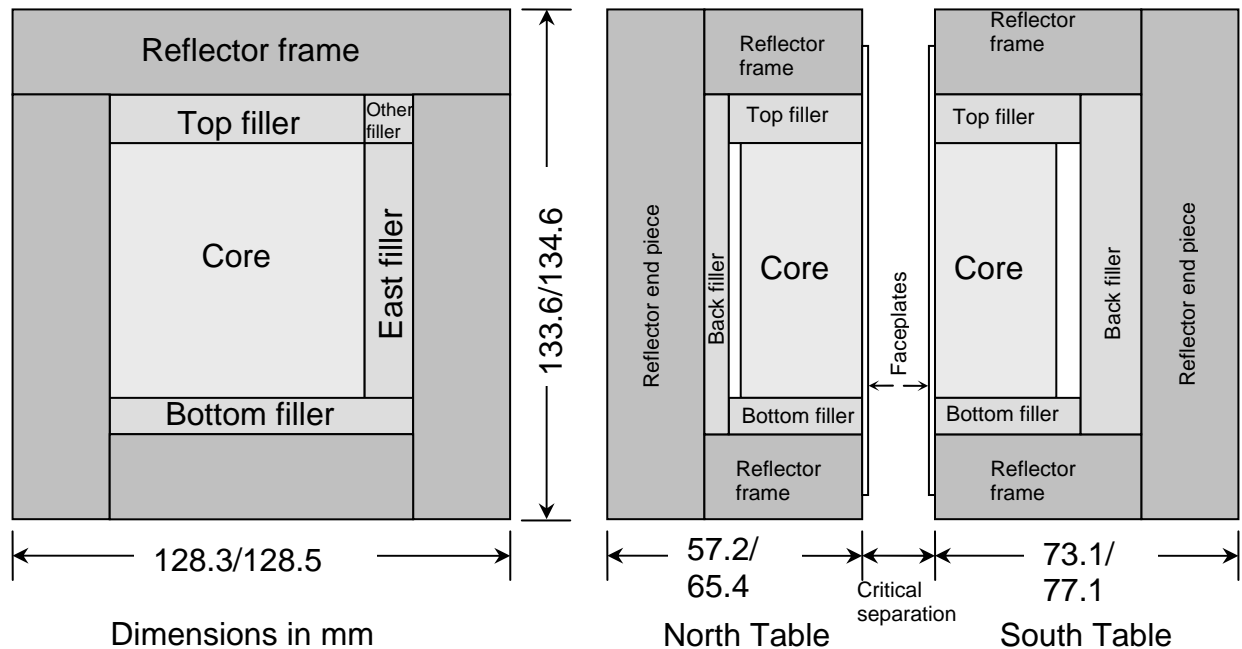 Reflector frame
Top filler
Other
filler
Core
East filler
Bottom filler
133.6/134.6
128.3/128.5
Dimensions in mm
Reflector
frame
Top filler
Reflector end piece
Back filler
Core
Bottom filler
Reflector
frame
57.2/
65.4
North Table
Faceplates
Critical
separation
Reflector
frame
Top filler
Core
Back filler
Reflector end piece
Bottom filler
Reflector
frame
73.1/
77.1
South Table